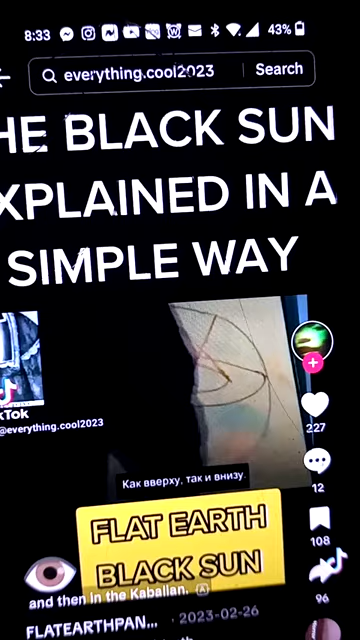 8:33
43%
everything.cool2023
Search
HE BLACK SUN
XPLAINED IN A
SIMPLE WAY
kTok
@everything.cool2023
227
Как вверху, так и внизу.
12
FLAT EARTH
BLACK SUN
108
and then in the Kabalian.
96
FLATEARTHPAN... · 2023-02-26